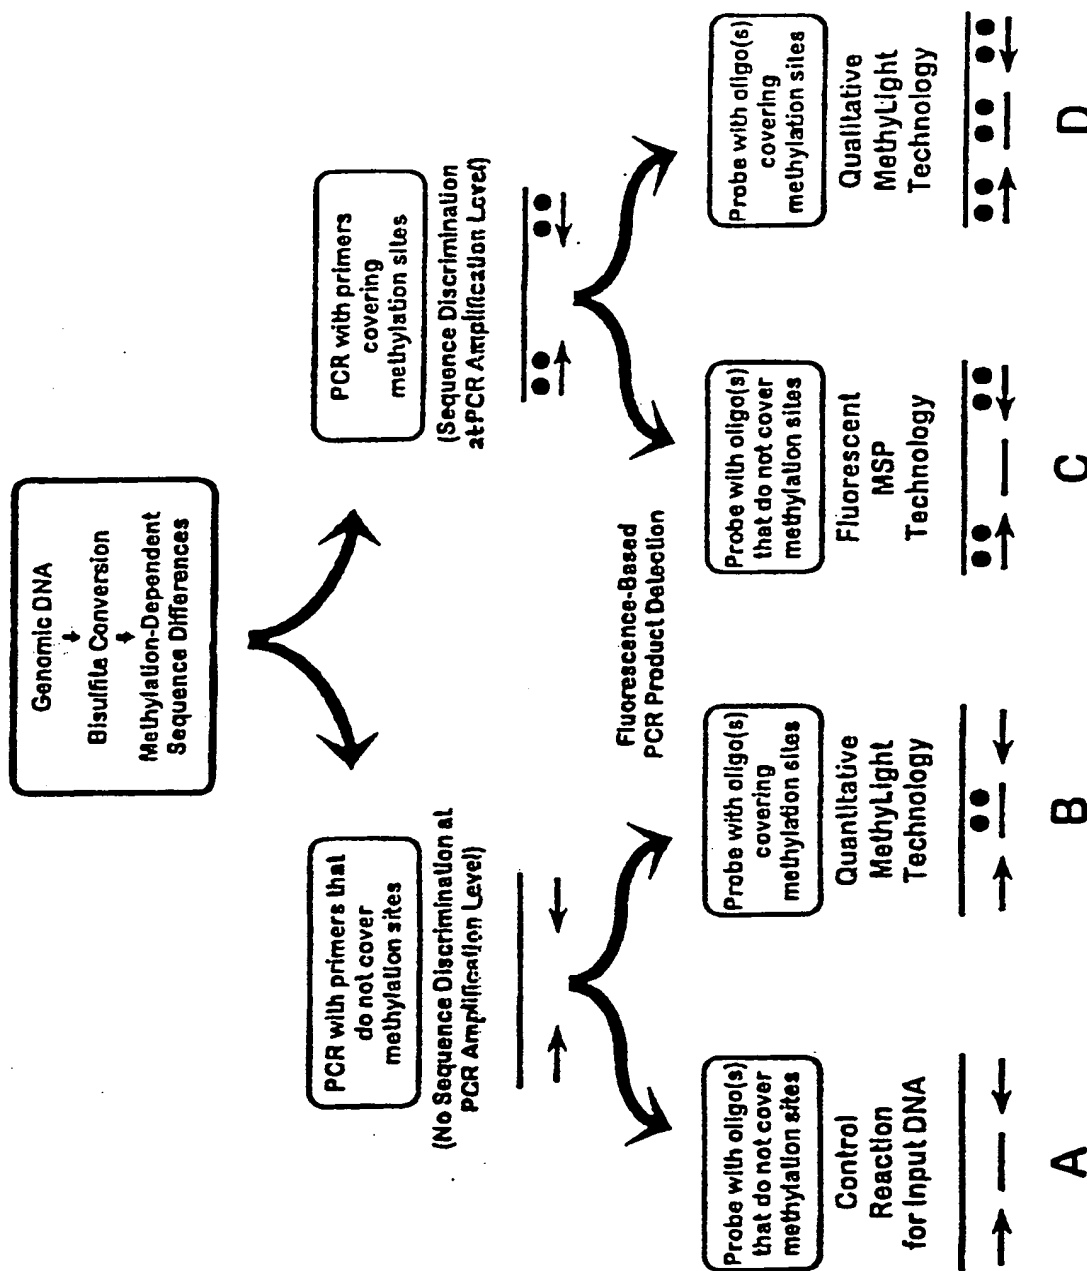 Genomic DNA
Bisulfite Conversion
Methylation-Dependent
Sequence Differences
PCR with primers that
do not cover
methylation sites
(No Sequence Discrimination at
PCR Amplification Level)
PCR with primers
covering
methylation sites
(Sequence Discrimination
at PCR Amplification Level)
Fluorescence-Based
PCR Product Detection
Probe with oligo(s)
that do not cover
methylation sites
Control
Reaction
for Input DNA
A
Probe with oligo(s)
covering
methylation sites
Quantitative
MethyLight
Technology
B
Probe with oligo(s)
that do not cover
methylation sites
Fluorescent
MSP
Technology
C
Probe with oligo(s)
covering
methylation sites
Qualitative
MethyLight
Technology
D